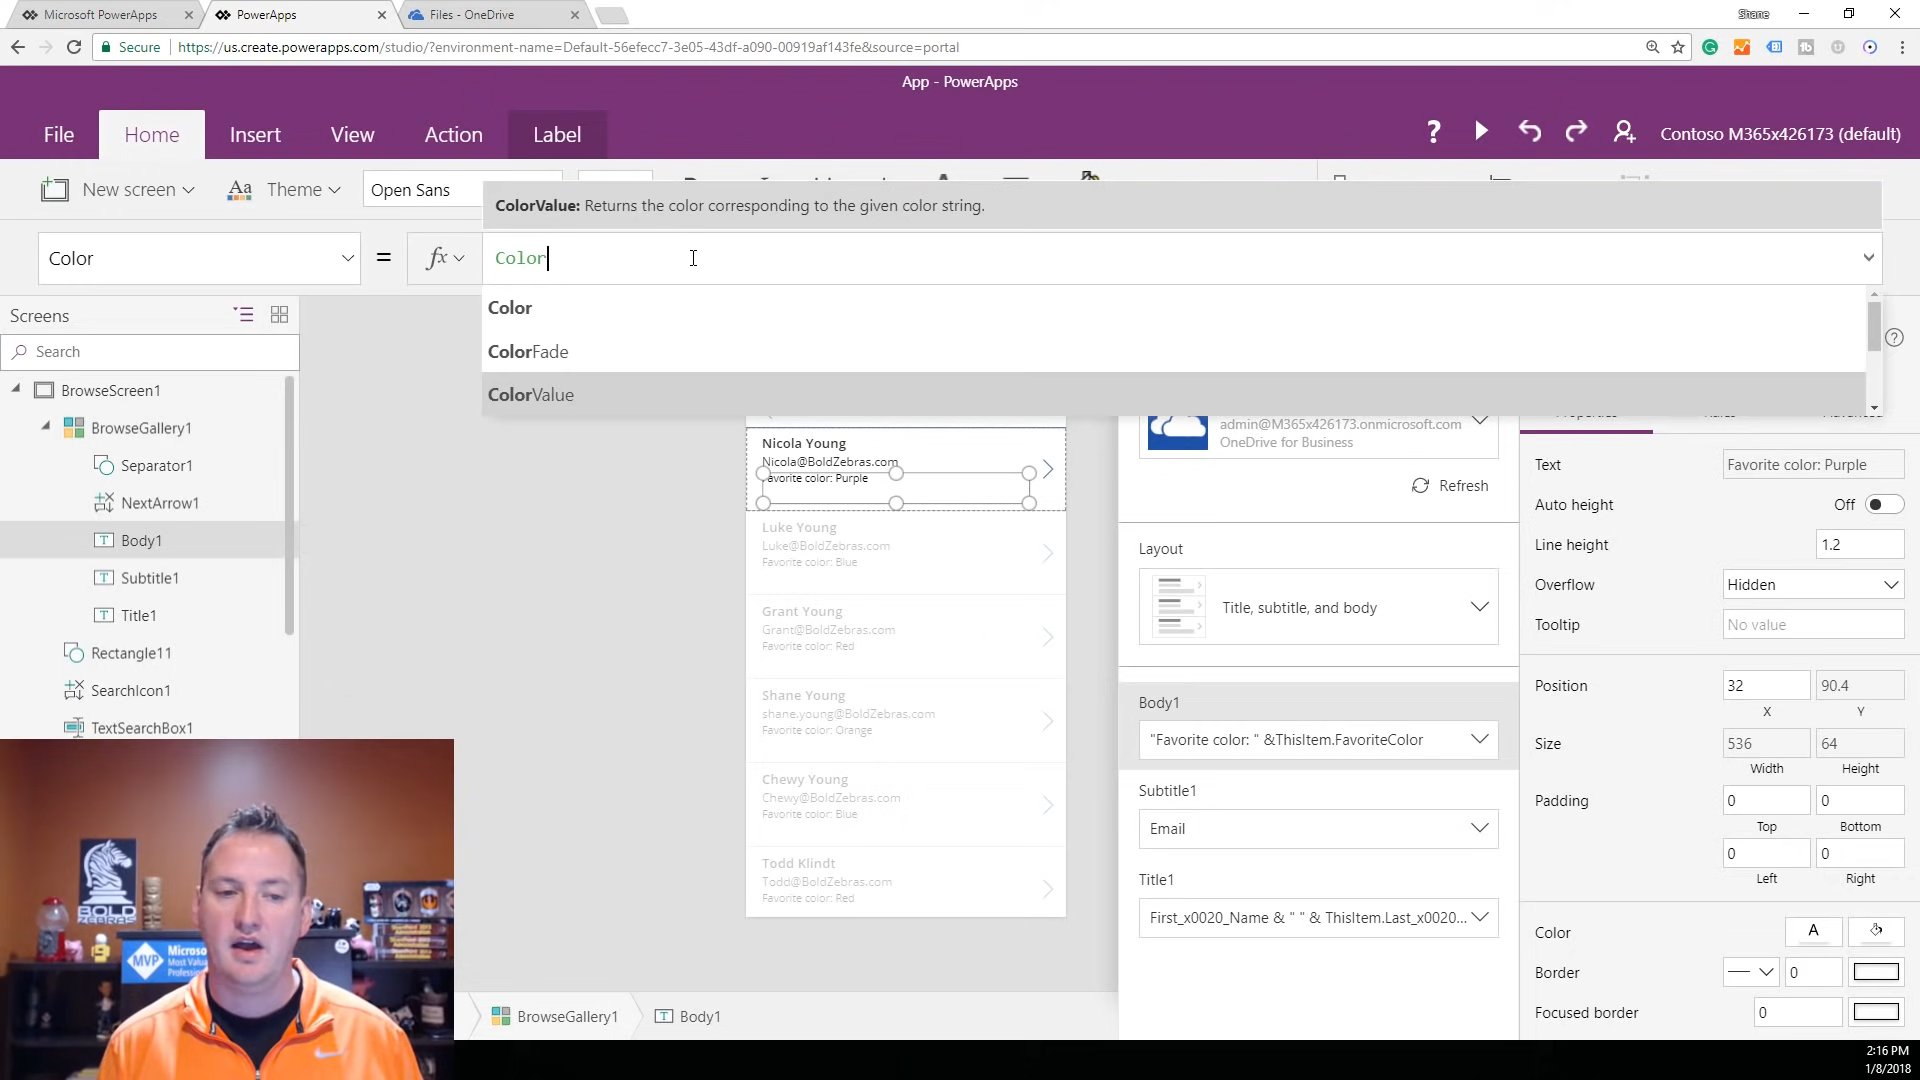 Microsoft PowerApps
PowerApps
Files - OneDrive
Shane
Secure
https://us.create.powerapps.com/studio/?environment-name=Default-56efecc7-3e05-43df-a090-00919af143fe&source=portal
App - PowerApps
File
Home
Insert
View
Action
Label
?
Contoso M365x426173 (default)
New screen
Theme
Open Sans
ColorValue: Returns the color corresponding to the given color string.
Color
=
fx
Color
Color
ColorFade
ColorValue
Screens
Search
BrowseScreen1
BrowseGallery1
Separator1
NextArrow1
Body1
Subtitle1
Title1
Rectangle11
SearchIcon1
TextSearchBox1
Nicola Young
Nicola@BoldZebras.com
Favorite color: Purple
Luke Young
Luke@BoldZebras.com
Favorite color: Blue
Grant Young
Grant@BoldZebras.com
Favorite color: Red
Shane Young
shane.young@BoldZebras.com
Favorite color: Orange
Chewy Young
Chewy@BoldZebras.com
Favorite color: Blue
Todd Klindt
Todd@BoldZebras.com
Favorite color: Red
admin@M365x426173.onmicrosoft.com
OneDrive for Business
Refresh
Layout
Title, subtitle, and body
Body1
"Favorite color: " &ThisItem.FavoriteColor
Subtitle1
Email
Title1
First_x0020_Name & " " & ThisItem.Last_x0020...
Text
Favorite color: Purple
Auto height
Off
Line height
1.2
Overflow
Hidden
Tooltip
No value
Position
32
90.4
X
Y
Size
536
64
Width
Height
Padding
0
0
Top
Bottom
0
0
Left
Right
Color
A
Border
0
Focused border
0
BrowseGallery1
Body1
BOLD
ZEBRAS
MVP
Microso
Most Valua
Profession
2:16 PM
1/8/2018